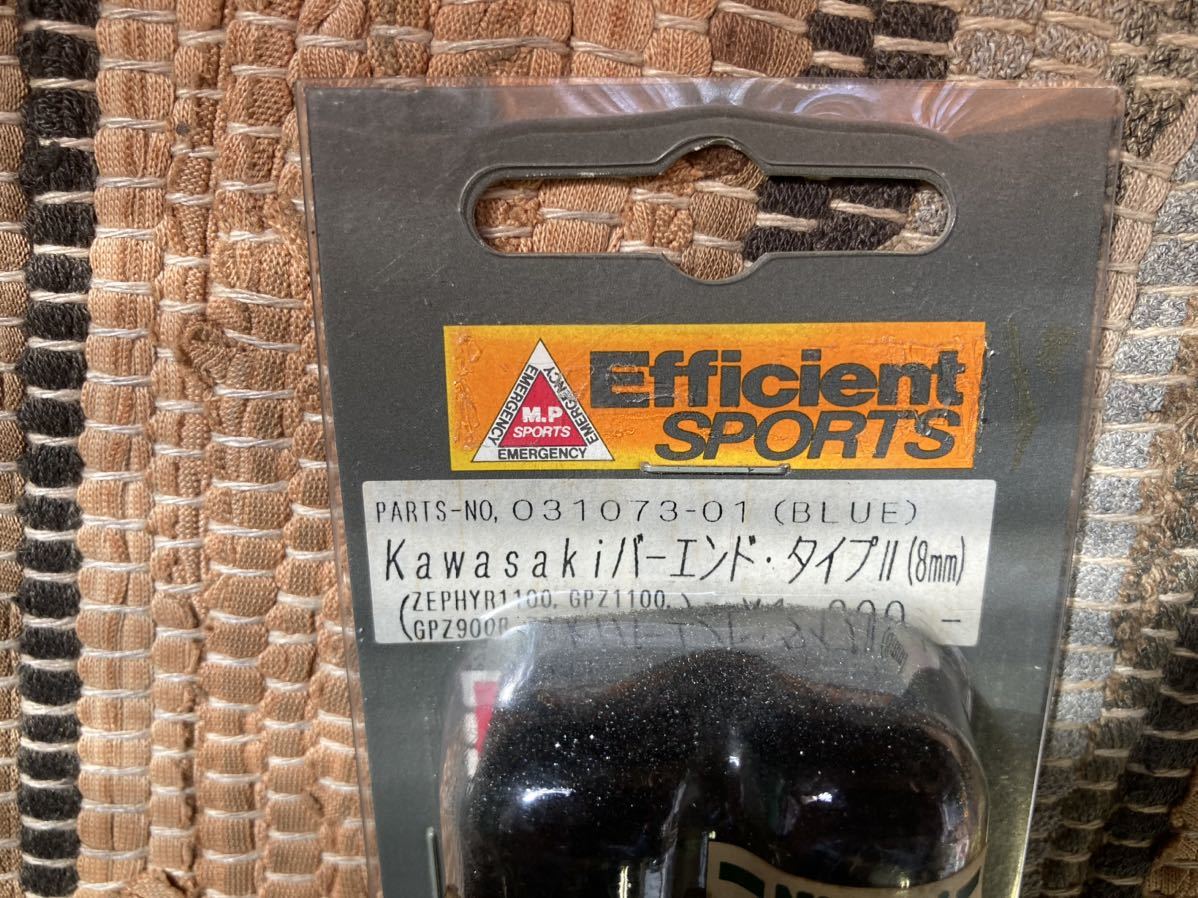 Efficient
SPORTS
M.P
SPORTS
EMERGENCY
EMERGENCY
EMERGENCY
PARTS-NO, 031073-01 (BLUE)
Kawasakiバーエンド・タイプII(8mm)
(ZEPHYR1100, GPZ1100,
GPZ900R